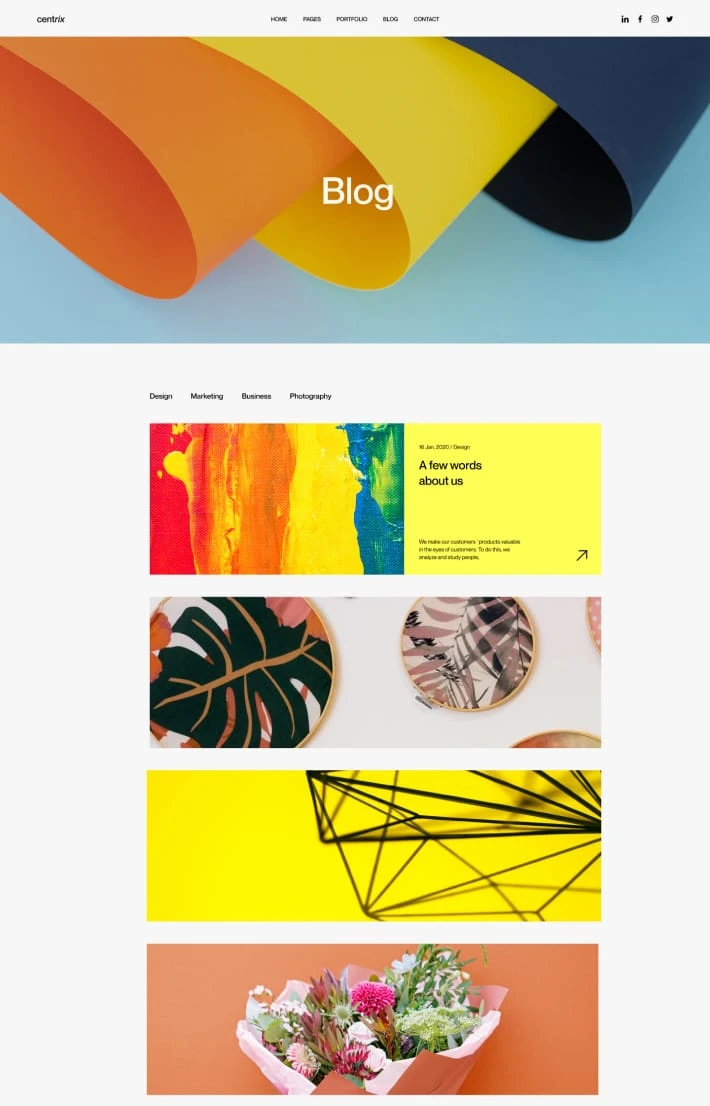 centrix
HOME PAGES PORTFOLIO BLOG CONTACT
Blog
Design Marketing Business Photography
16 Jan, 2020 / Design
A few words
about us
We make our customers `products valuable
in the eyes of customers. To do this, we
analyze and study people,